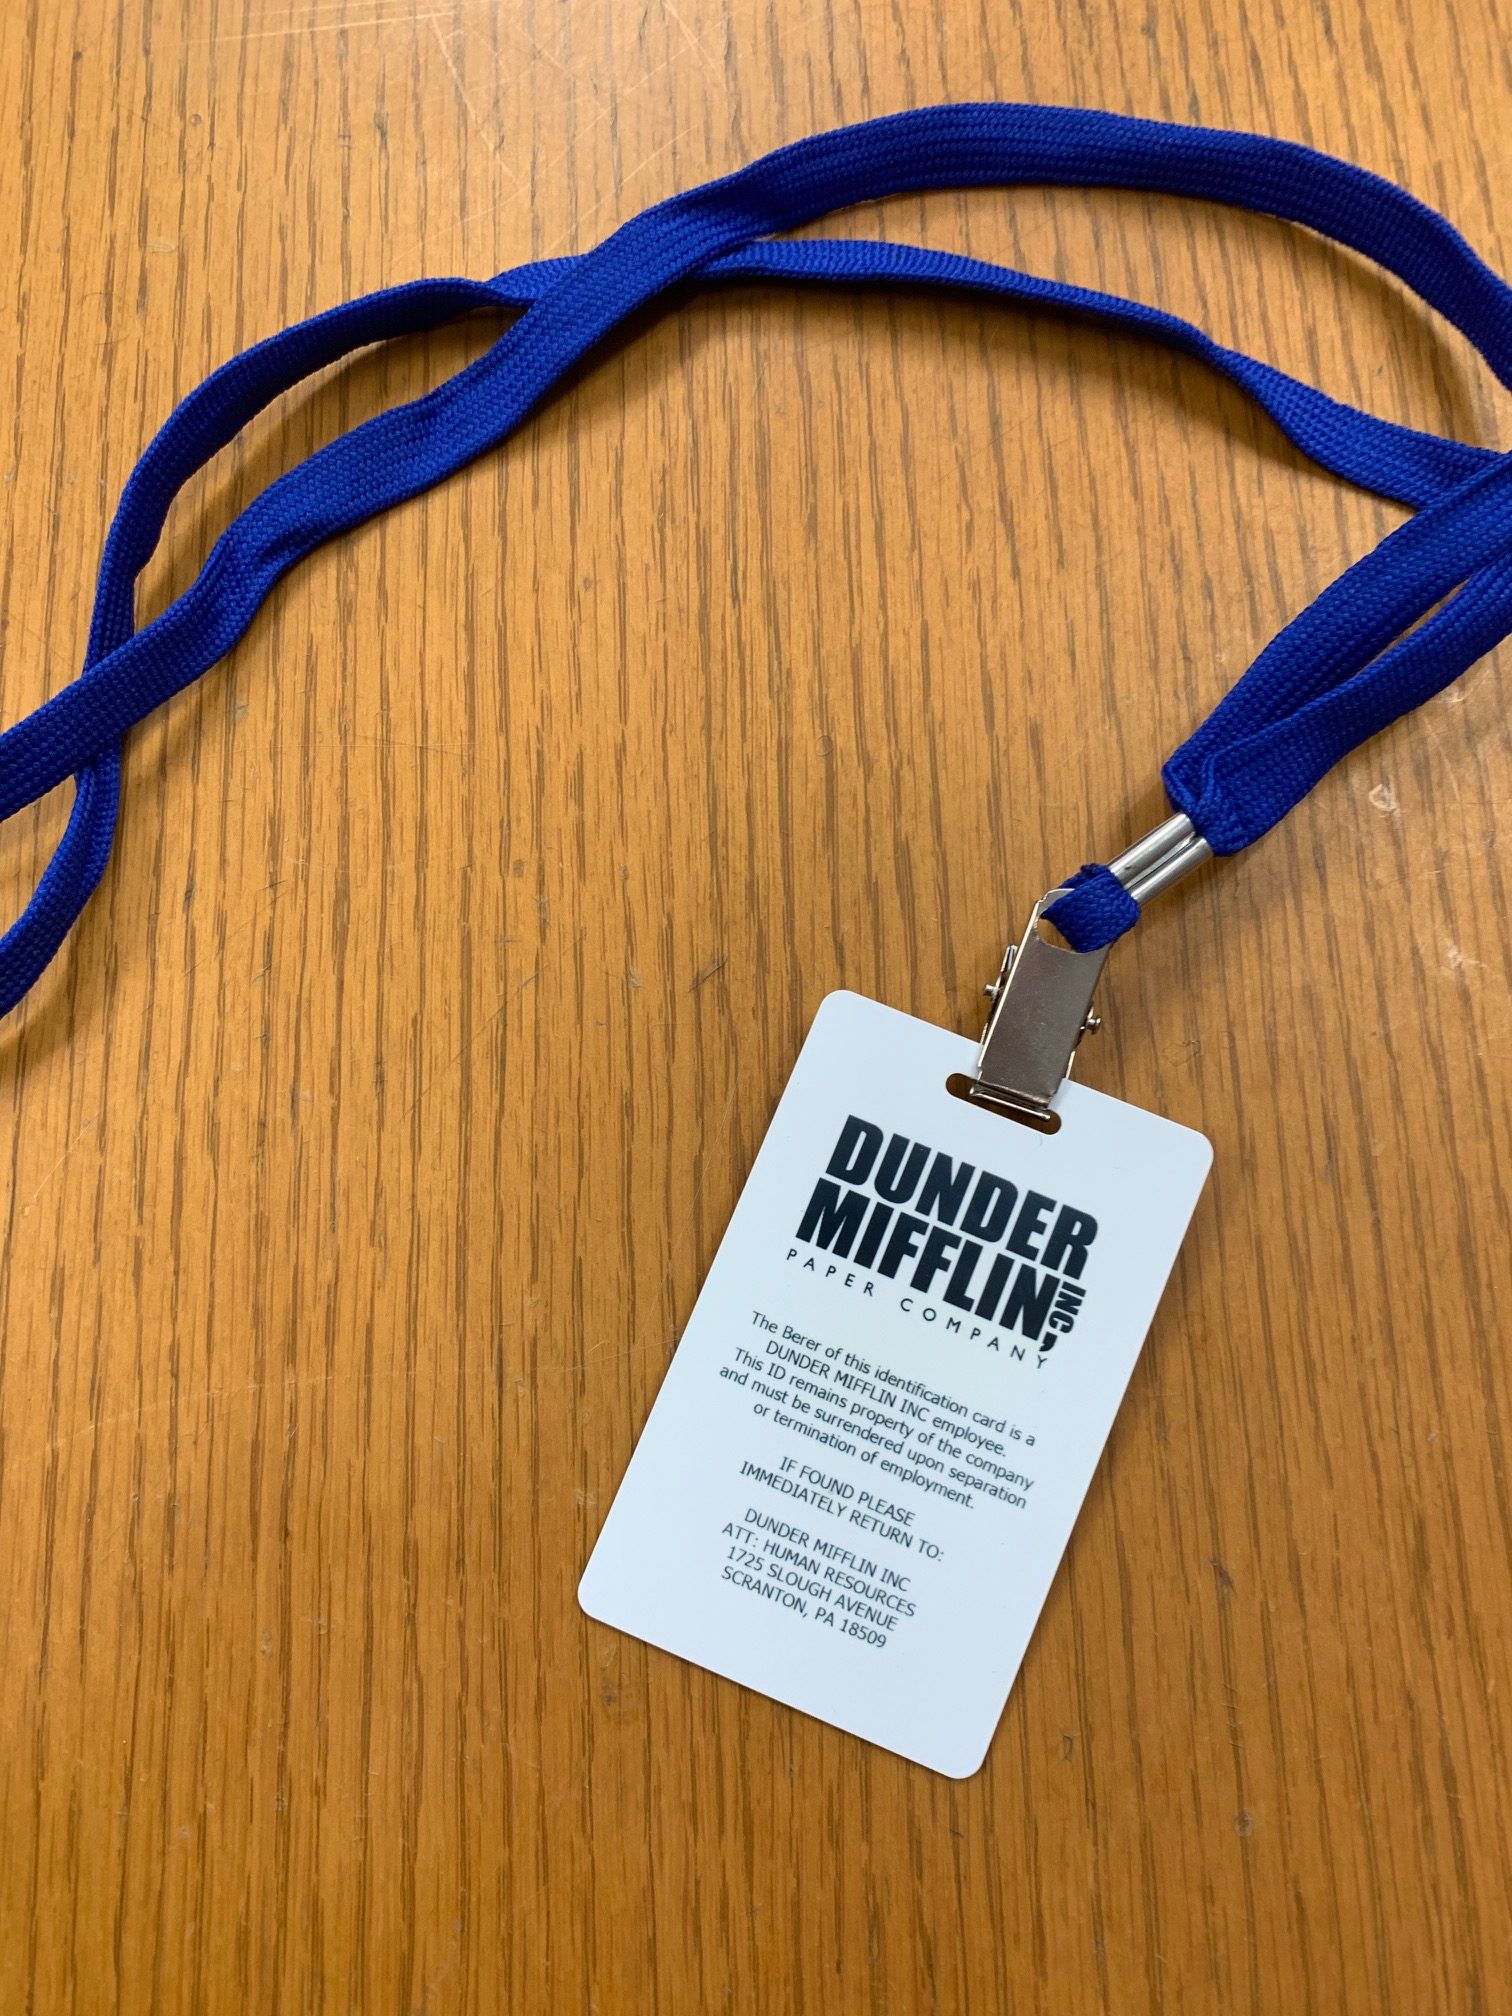 DUNDER
MIFFLIN, INC
PAPER COMPANY
The Berer of this identification card is a
DUNDER MIFFLIN INC employee.
This ID remains property of the company
and must be surrendered upon separation
or termination of employment.
IF FOUND PLEASE
IMMEDIATELY RETURN TO:
DUNDER MIFFLIN INC
ATT: HUMAN RESOURCES
1725 SLOUGH AVENUE
SCRANTON, PA 18509